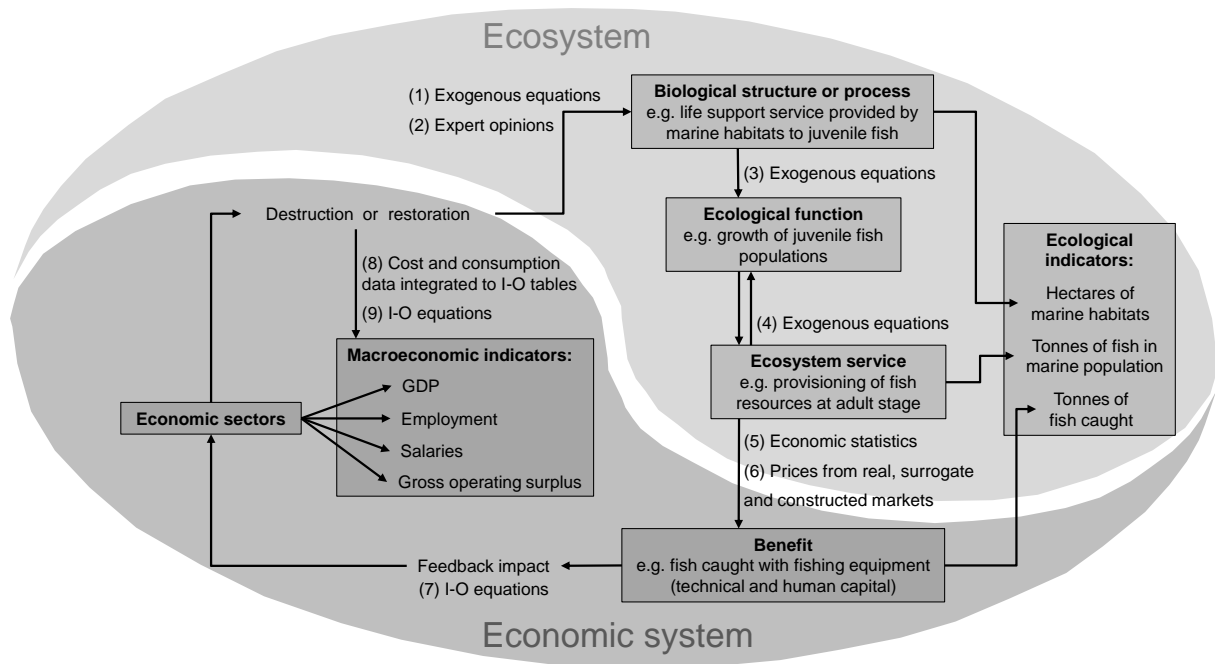 Ecosystem
(1) Exogenous equations
(2) Expert opinions
Biological structure or process
e.g. life support service provided by
marine habitats to juvenile fish
(3) Exogenous equations
Destruction or restoration
Ecological function
e.g. growth of juvenile fish
populations
Ecological
indicators:
Hectares of
marine habitats
Tonnes of fish in
marine population
Tonnes of
fish caught
(8) Cost and consumption
data integrated to I-O tables
(9) I-O equations
(4) Exogenous equations
Macroeconomic indicators:
GDP
Employment
Salaries
Gross operating surplus
Economic sectors
Ecosystem service
e.g. provisioning of fish
resources at adult stage
(5) Economic statistics
(6) Prices from real, surrogate
and constructed markets
Benefit
e.g. fish caught with fishing equipment
(technical and human capital)
Feedback impact
(7) I-O equations
Economic system